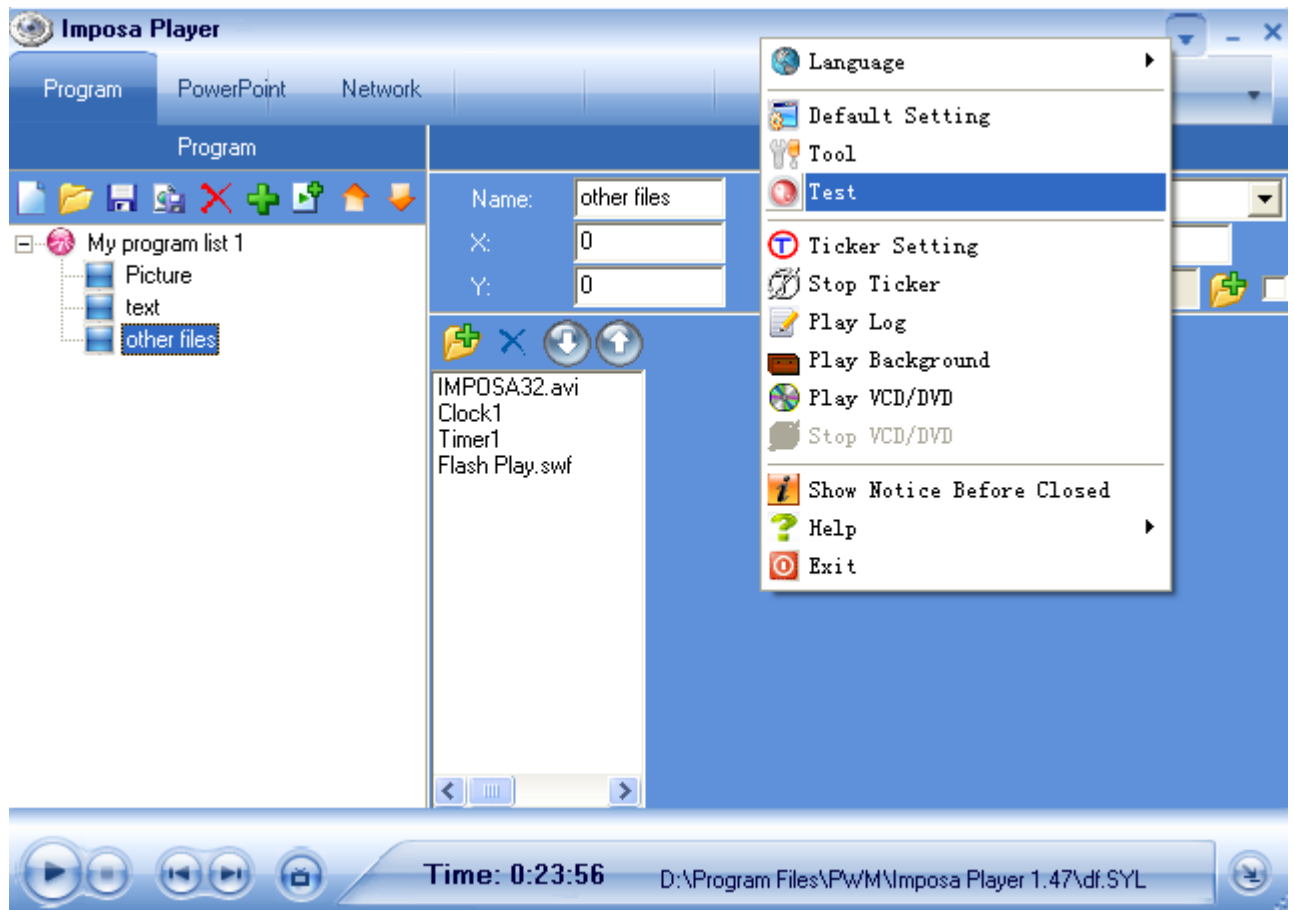 Imposa Player
Program PowerPoint Network
Program
Name: other files
X: 0
Y: 0
My program list 1
Picture
text
other files
IMPOSA32.avi
Clock1
Timer1
Flash Play.swf
Language
Default Setting
Tool
Test
Ticker Setting
Stop Ticker
Play Log
Play Background
Play VCD/DVD
Stop VCD/DVD
Show Notice Before Closed
Help
Exit
Time: 0:23:56 D:\Program Files\PWM\Imposa Player 1.47\df.SYL